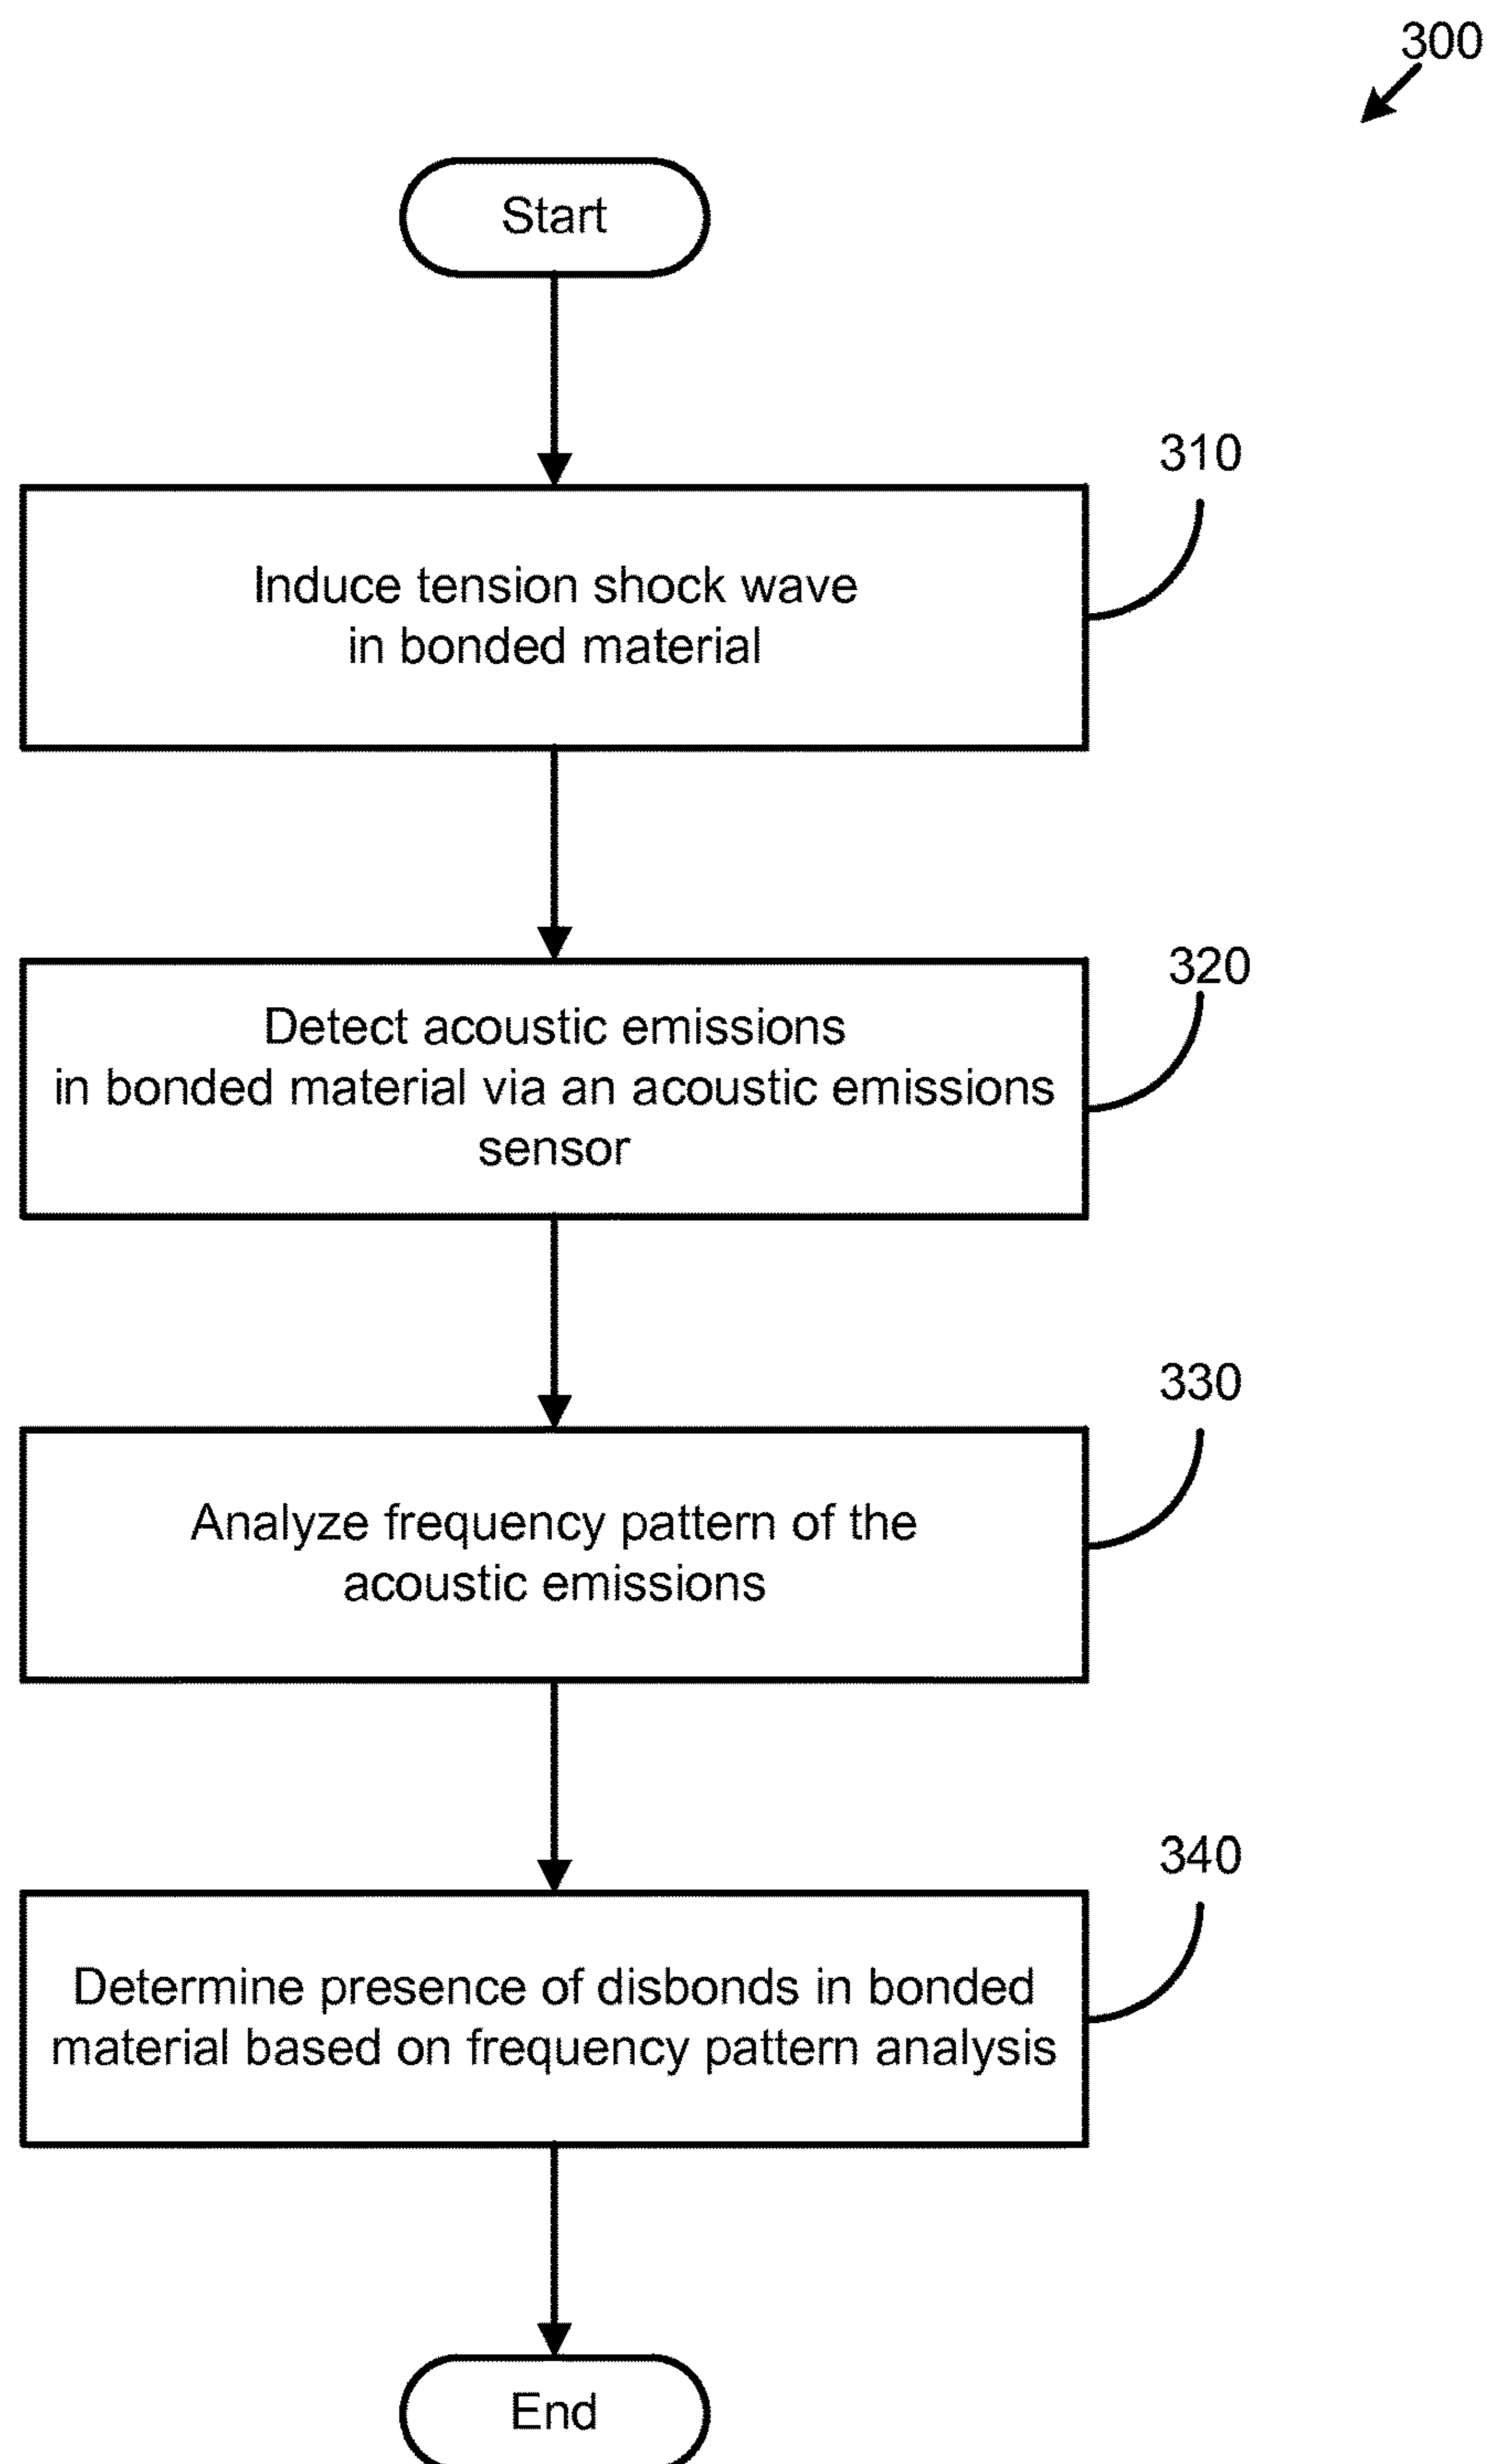 300
Start
310
Induce tension shock wave
in bonded material
320
Detect acoustic emissions
in bonded material via an acoustic emissions
sensor
330
Analyze frequency pattern of the
acoustic emissions
340
Determine presence of disbonds in bonded
material based on frequency pattern analysis
End